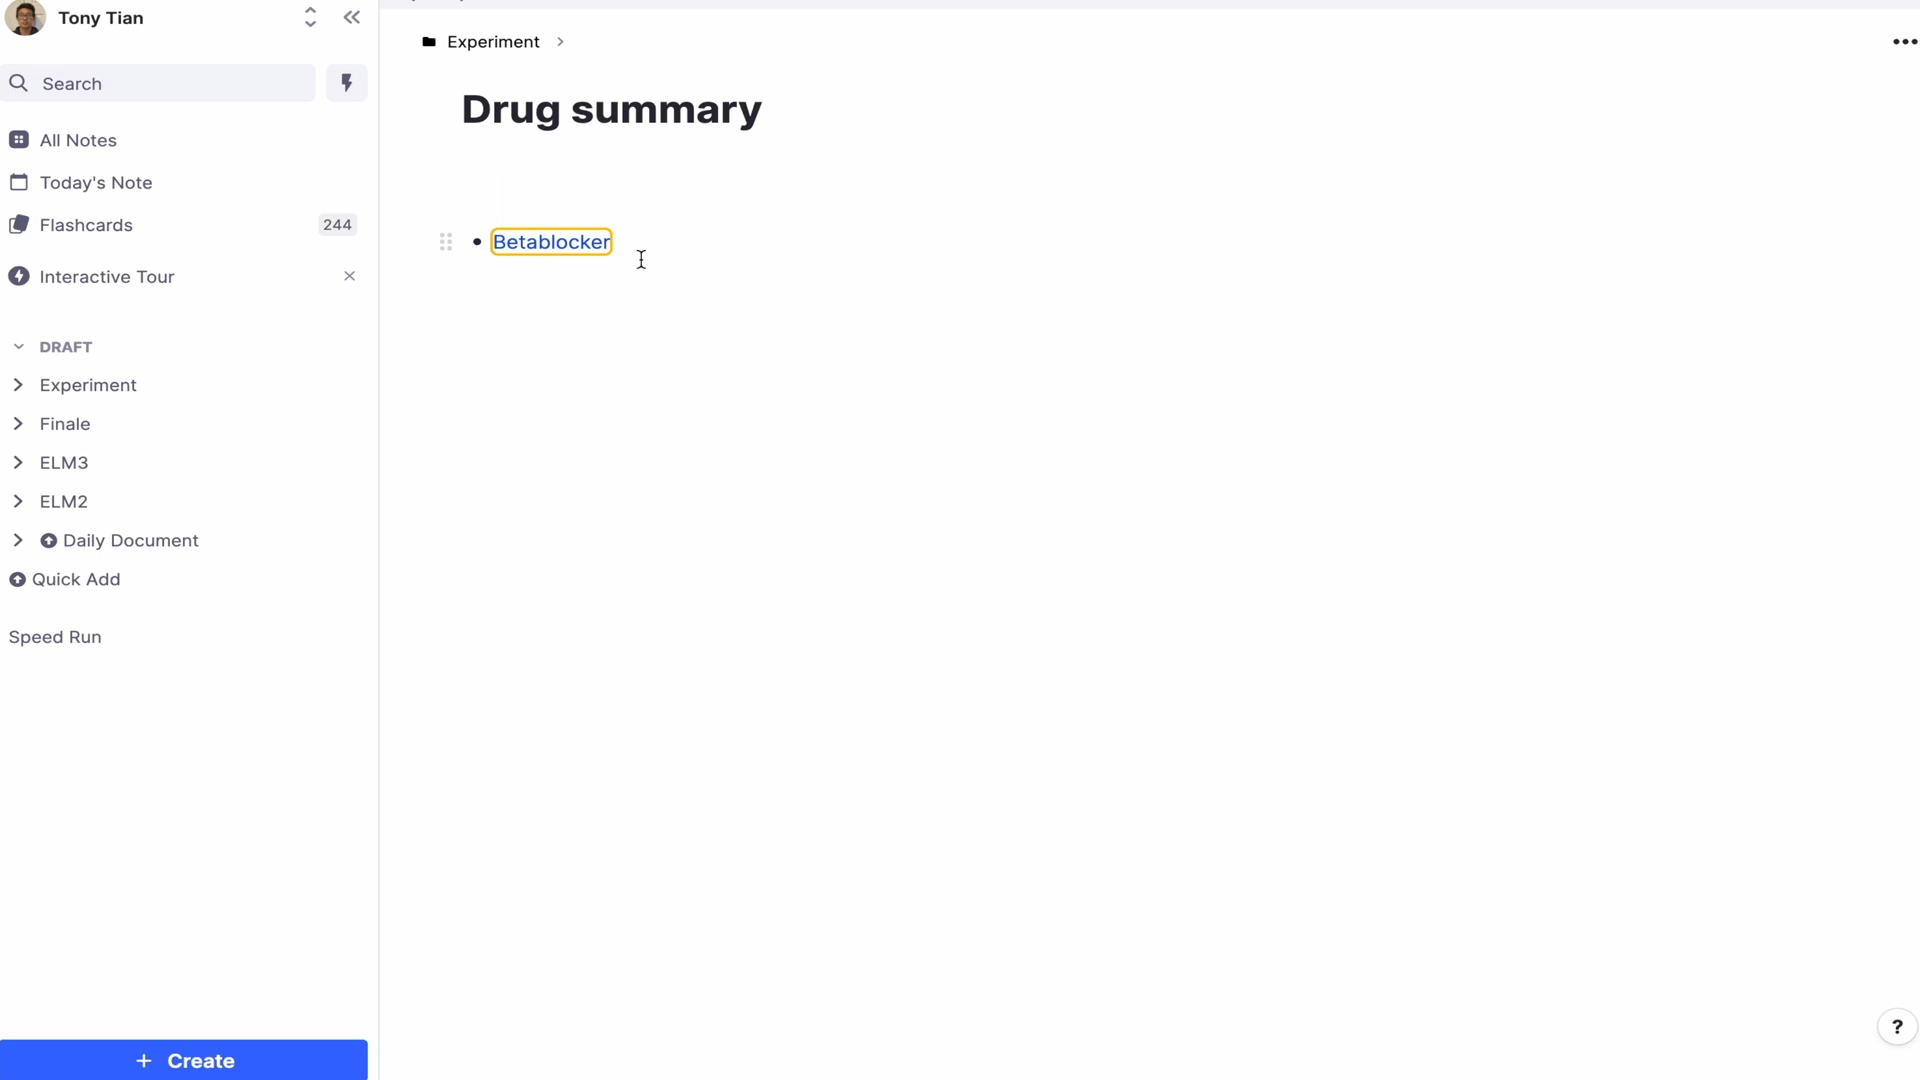 Tony Tian
Search
All Notes
Today's Note
Flashcards 244
Interactive Tour
DRAFT
Experiment
Finale
ELM3
ELM2
Daily Document
Quick Add
Speed Run
+ Create
Experiment >
Drug summary
• Betablocker
?